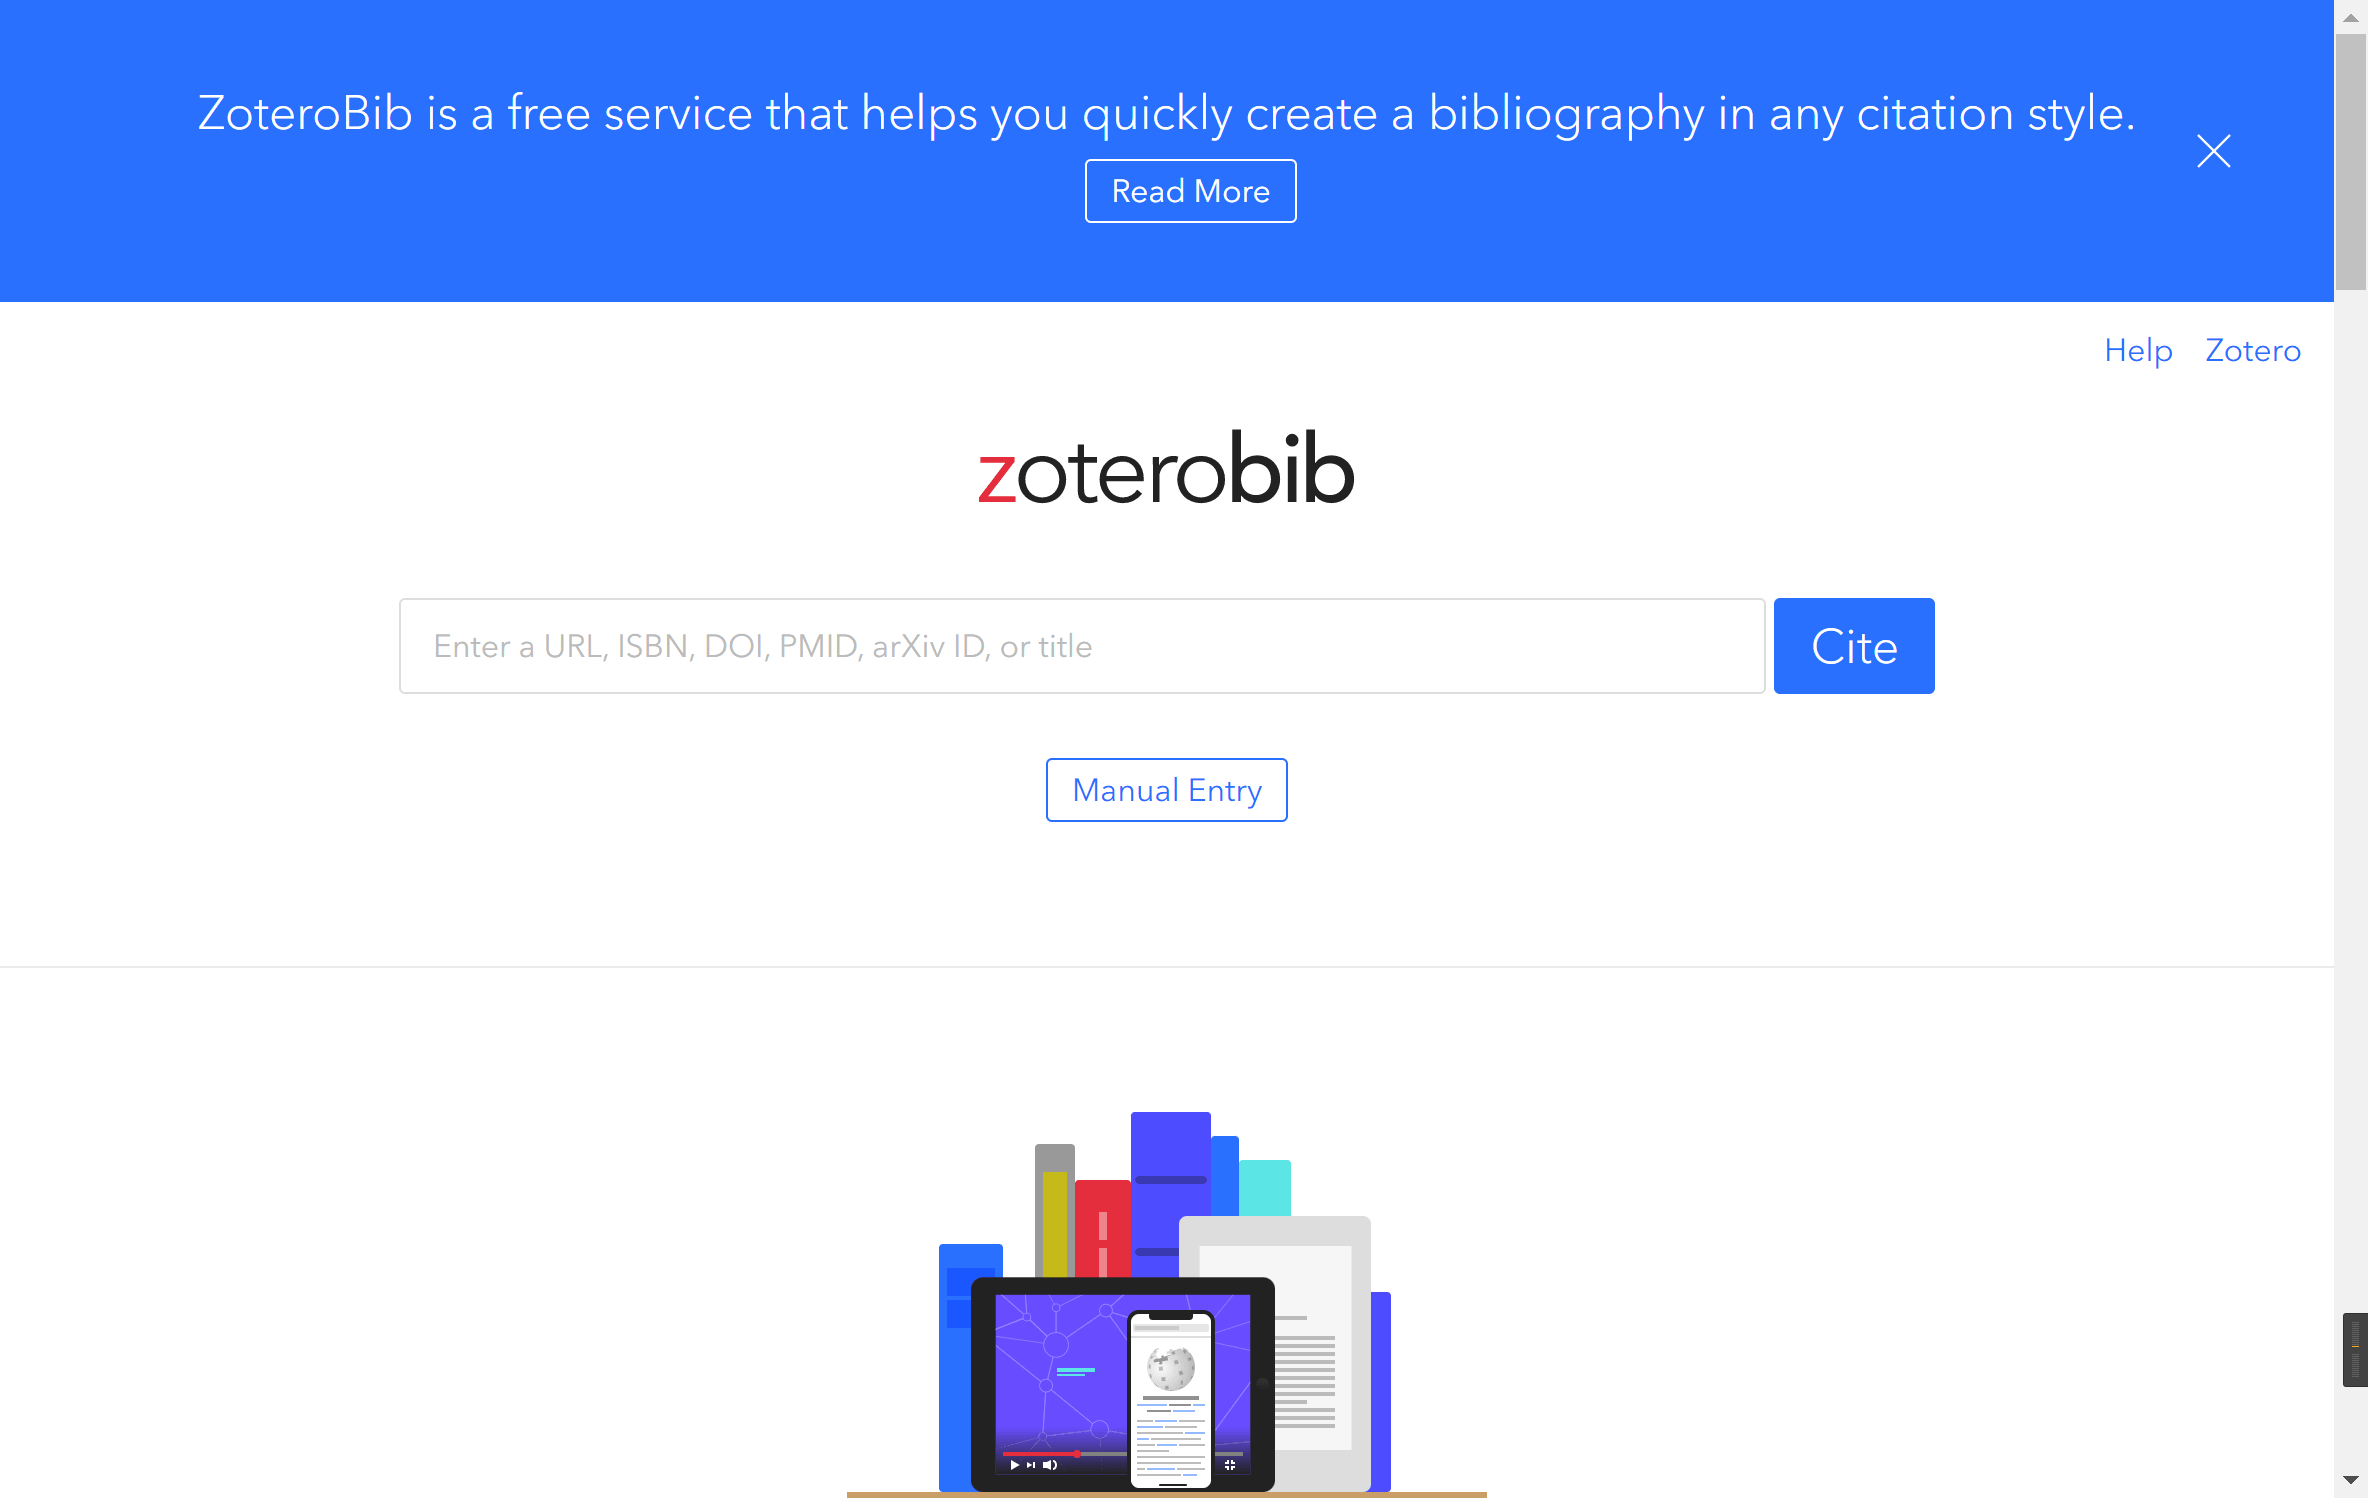 ZoteroBib is a free service that helps you quickly create a bibliography in any citation style.
Read More
Help Zotero
zoterobib
Enter a URL, ISBN, DOI, PMID, arXiv ID, or title
Cite
Manual Entry